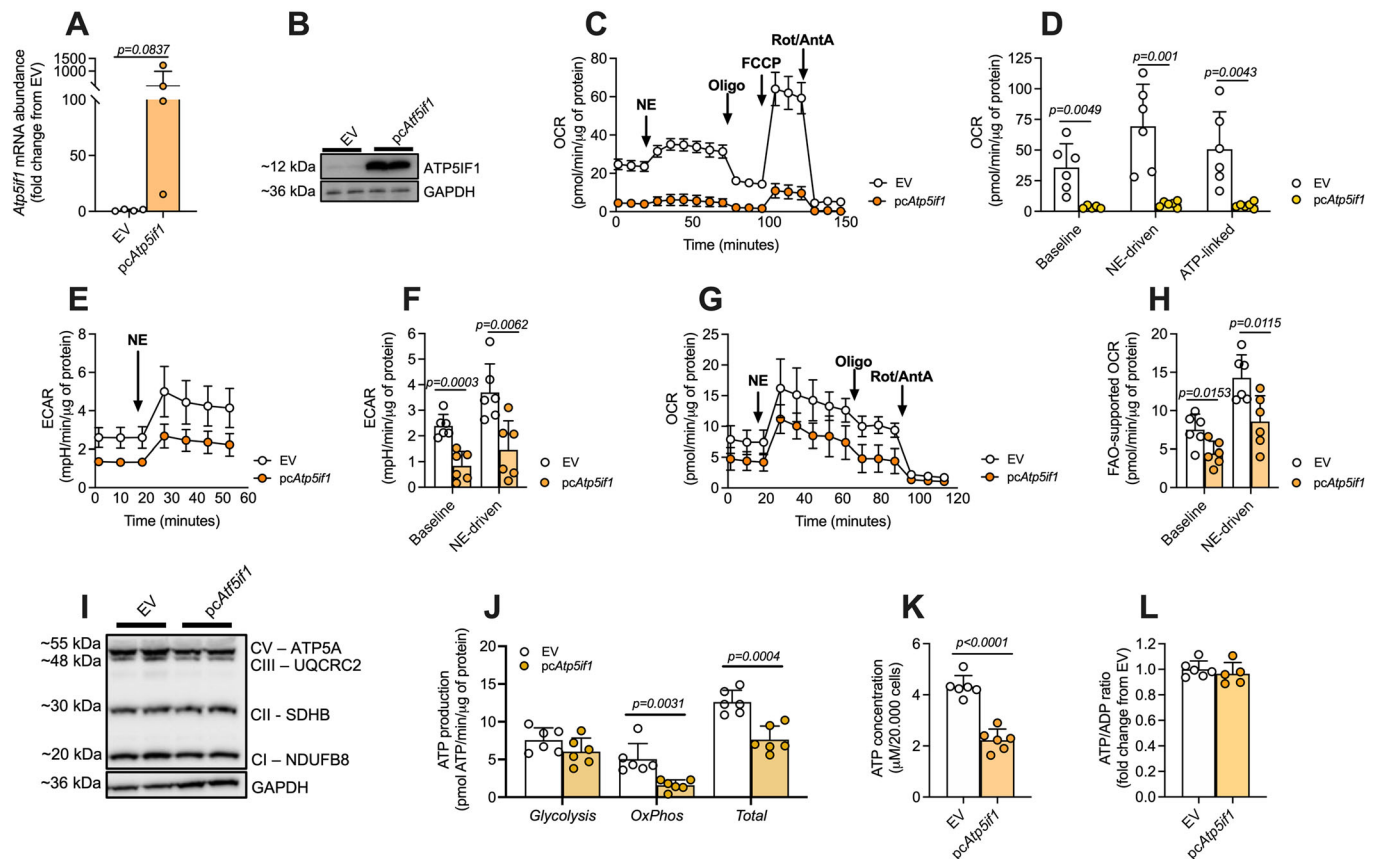 A
Atp5if1 mRNA abundance
(fold change from EV)
p=0.0837
1500
1000
100
50
0
EV
pcAtp5if1
B
EV
pcAtf5if1
~12 kDa
ATP5IF1
~36 kDa
GAPDH
C
OCR
(pmol/min/µg of protein)
80
60
40
20
0
NE
Oligo
FCCP
Rot/AntA
0
50
100
150
Time (minutes)
EV
pcAtp5if1
D
OCR
(pmol/min/µg of protein)
125
100
75
50
25
0
p=0.0049
p=0.001
p=0.0043
Baseline
NE-driven
ATP-linked
EV
pcAtp5if1
E
ECAR
(mpH/min/µg of protein)
8
6
4
2
0
NE
0
10
20
30
40
50
60
Time (minutes)
EV
pcAtp5if1
F
ECAR
(mpH/min/µg of protein)
6
5
4
3
2
1
0
p=0.0003
p=0.0062
Baseline
NE-driven
EV
pcAtp5if1
G
OCR
(pmol/min/µg of protein)
25
20
15
10
5
0
NE
Oligo
Rot/AntA
0
20
40
60
80
100
120
Time (minutes)
EV
pcAtp5if1
H
FAO-supported OCR
(pmol/min/µg of protein)
20
15
10
5
0
p=0.0153
p=0.0115
Baseline
NE-driven
EV
pcAtp5if1
I
EV
pcAtf5if1
~55 kDa
~48 kDa
~30 kDa
~20 kDa
~36 kDa
CV – ATP5A
CIII – UQCRC2
CII - SDHB
CI – NDUFB8
GAPDH
J
ATP production
(pmol ATP/min/µg of protein)
20
15
10
5
0
EV
pcAtp5if1
p=0.0031
p=0.0004
Glycolysis
OxPhos
Total
K
ATP concentration
(µM/20.000 cells)
6
4
2
0
p<0.0001
EV
pcAtp5if1
L
ATP/ADP ratio
(fold change from EV)
1.2
1.0
0.8
0.6
0.4
0.2
0.0
EV
pcAtp5if1